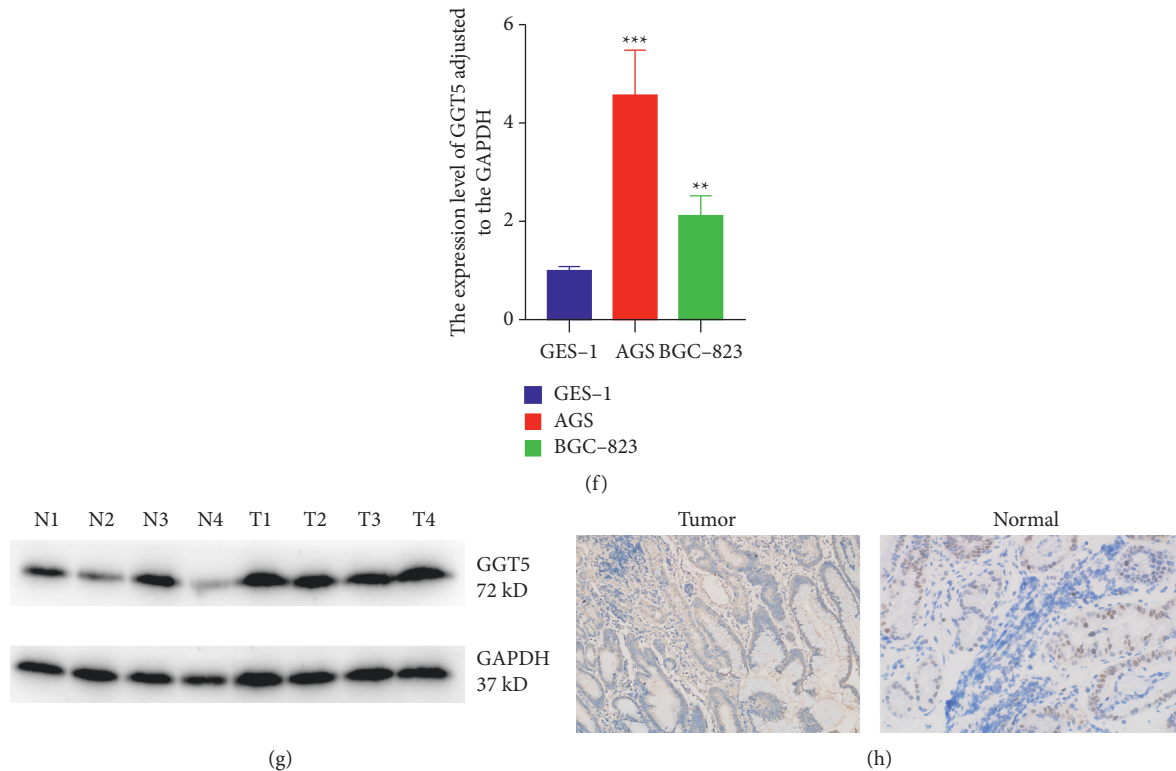 6
4
2
0
The expression level of GGT5 adjusted
to the GAPDH
***
**
GES–1
AGS
BGC–823
GES–1
AGS
BGC–823
(f)
N1 N2 N3 N4 T1 T2 T3 T4
GGT5
72 kD
GAPDH
37 kD
(g)
Tumor
Normal
(h)